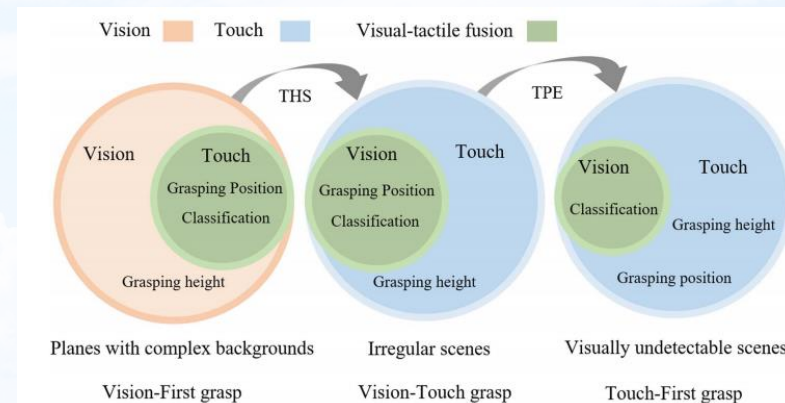 Vision Touch Visual-tactile fusion
THS
TPE
Vision
Touch
Grasping Position
Classification
Grasping height
Vision
Touch
Grasping Position
Classification
Grasping height
Vision
Touch
Classification
Grasping height
Grasping position
Planes with complex backgrounds
Irregular scenes
Visually undetectable scenes
Vision-First grasp
Vision-Touch grasp
Touch-First grasp